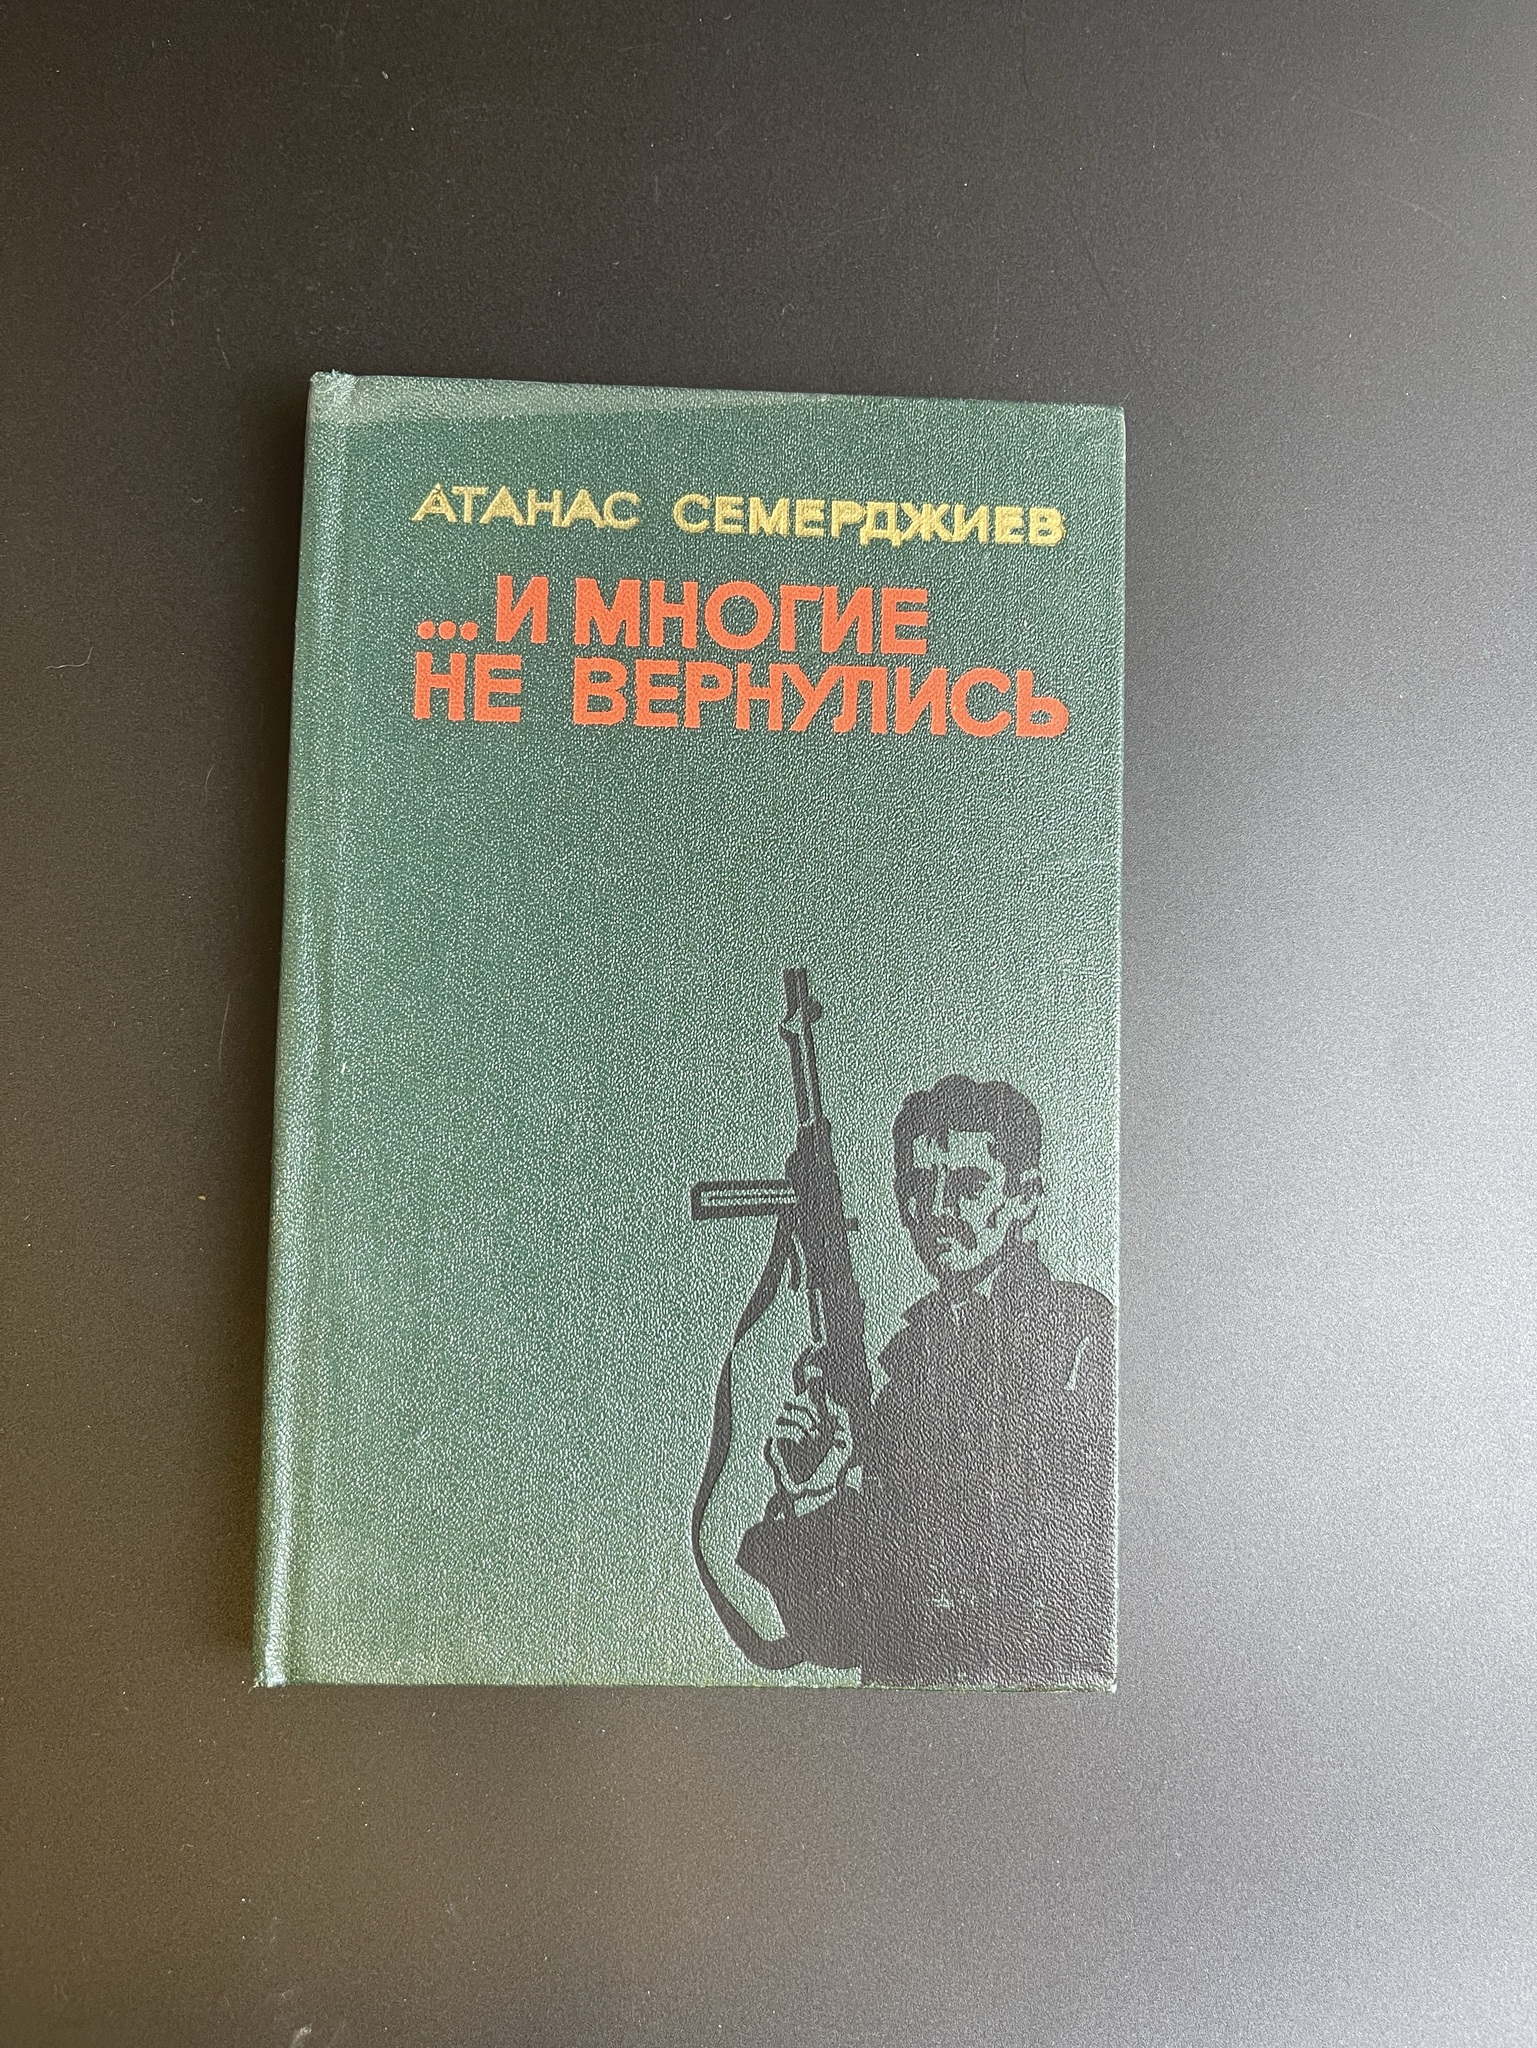 АТАНАС СЕМЕРДЖИЕВ
...И МНОГИЕ
НЕ ВЕРНУЛИСЬ